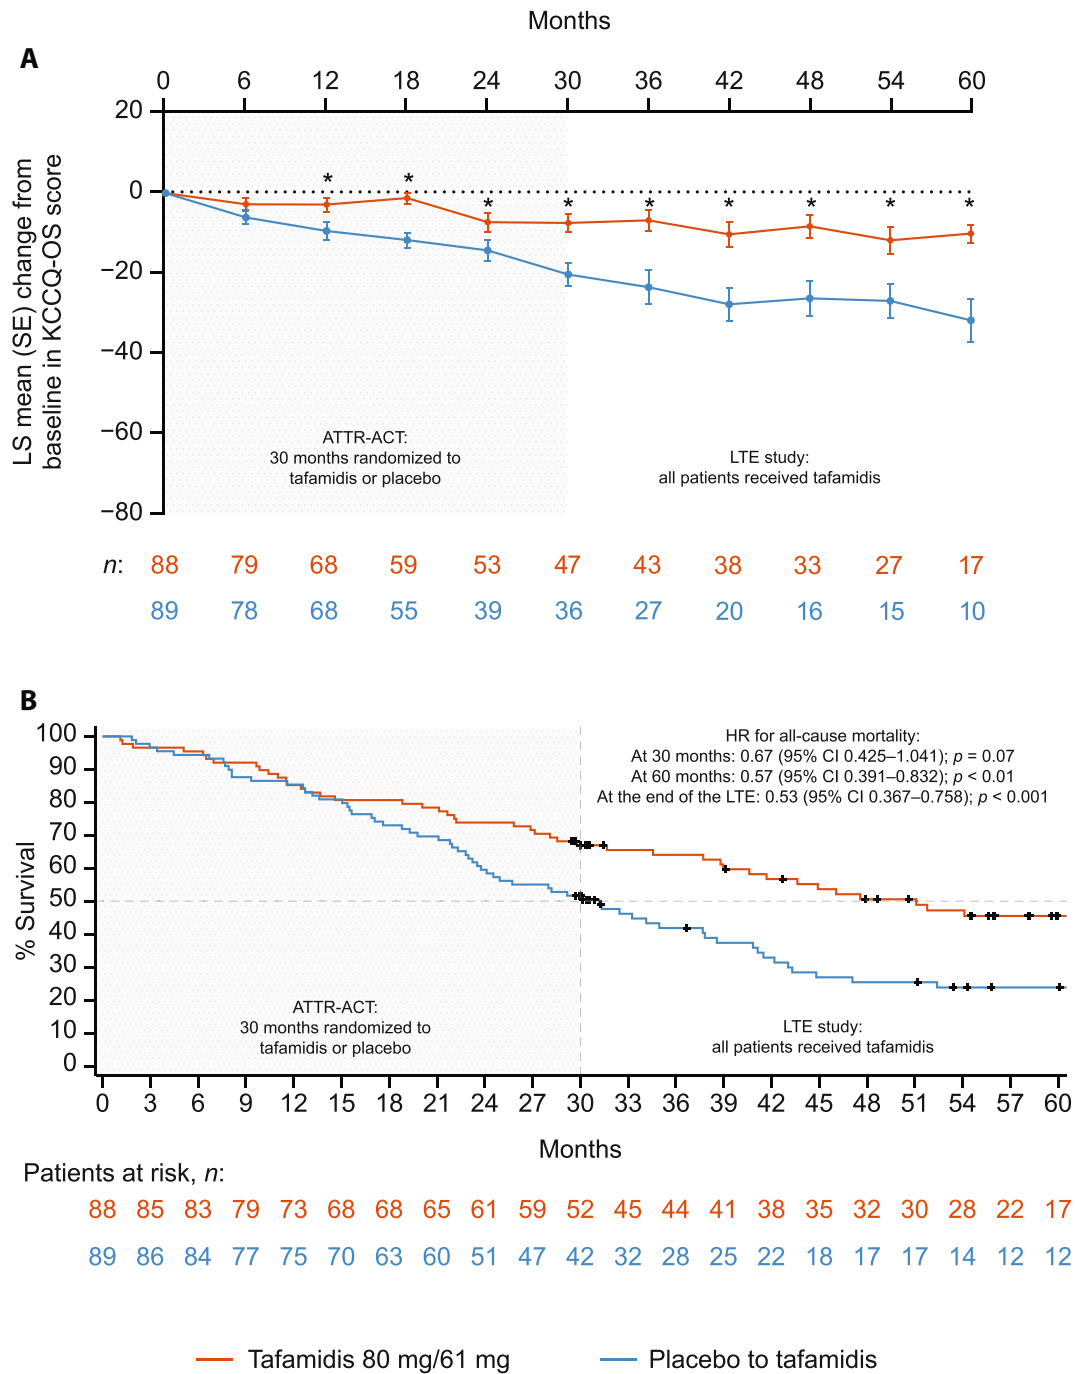 Months
A
0 6 12 18 24 30 36 42 48 54 60
20
0
−20
−40
−60
−80
LS mean (SE) change from
baseline in KCCQ-OS score
* * * * * * * * *
ATTR-ACT:
30 months randomized to
tafamidis or placebo
LTE study:
all patients received tafamidis
n: 88 79 68 59 53 47 43 38 33 27 17
89 78 68 55 39 36 27 20 16 15 10
B
100
90
80
70
60
50
40
30
20
10
0
% Survival
HR for all-cause mortality:
At 30 months: 0.67 (95% CI 0.425–1.041); p = 0.07
At 60 months: 0.57 (95% CI 0.391–0.832); p < 0.01
At the end of the LTE: 0.53 (95% CI 0.367–0.758); p < 0.001
ATTR-ACT:
30 months randomized to
tafamidis or placebo
LTE study:
all patients received tafamidis
0 3 6 9 12 15 18 21 24 27 30 33 36 39 42 45 48 51 54 57 60
Months
Patients at risk, n:
88 85 83 79 73 68 68 65 61 59 52 45 44 41 38 35 32 30 28 22 17
89 86 84 77 75 70 63 60 51 47 42 32 28 25 22 18 17 17 14 12 12
Tafamidis 80 mg/61 mg
Placebo to tafamidis